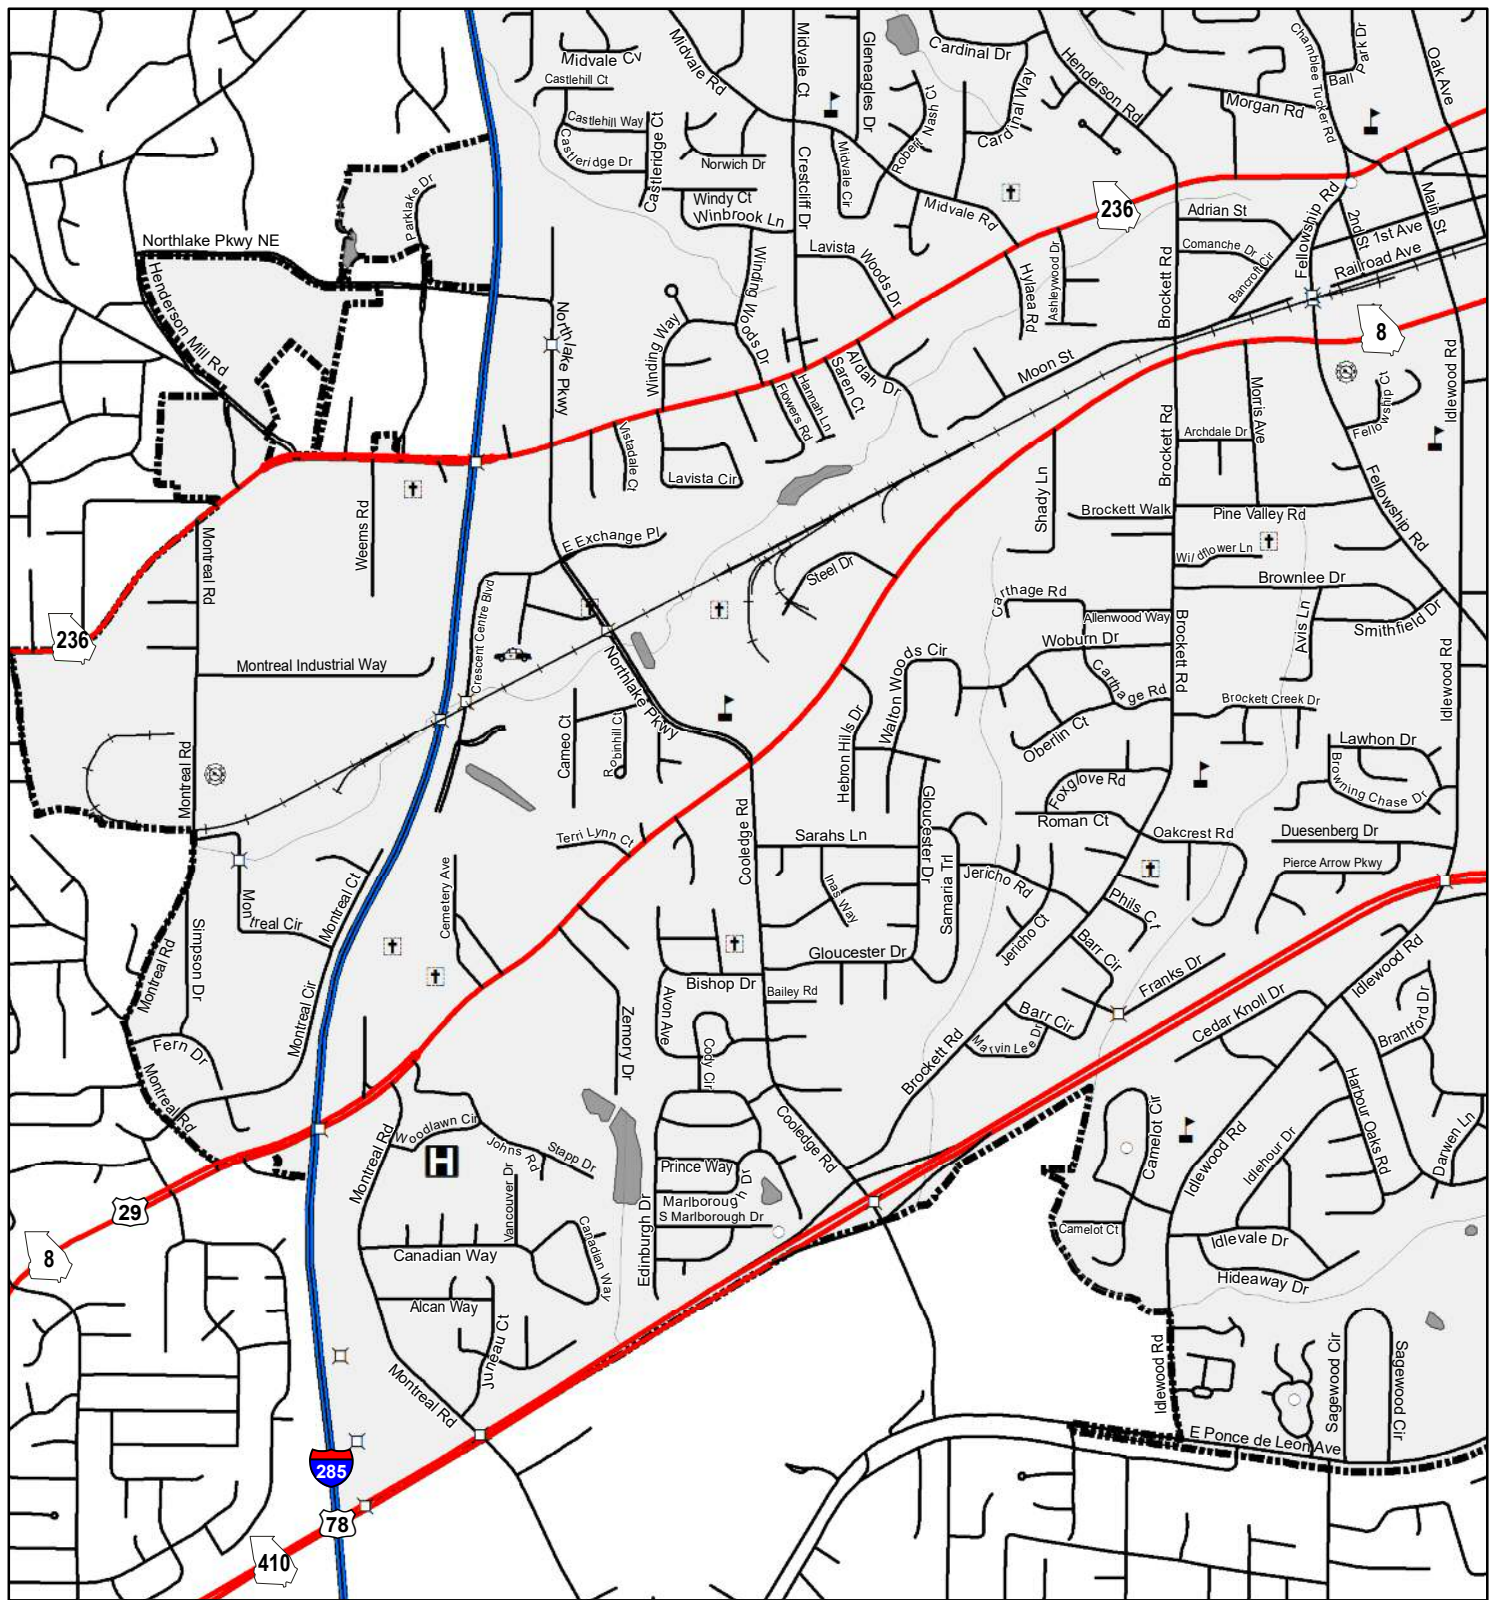 Midvale Cv
Castlehill Ct
Midvale Rd
Midvale Ct
Gleneagles Dr
Cardinal Dr
Henderson Rd
Chamblee Tucker Rd
Ball
Park Dr
Oak Ave
Castlehill Way
Castleridge Dr
Castleridge Ct
Norwich Dr
Crestcliff Dr
Midvale Cir
Robert Nash Ct
Cardinal Way
Morgan Rd
Parklake Dr
Windy Ct
Winbrook Ln
Midvale Rd
236
Adrian St
Fellowship Rd
2nd St
1st Ave
Main St
Northlake Pkwy NE
Lavista
Woods Dr
Comanche Dr
Bancroft Cir
Railroad Ave
Henderson Mill Rd
Winding Woods Dr
Hylaea Rd
Ashleywood Dr
Brockett Rd
Northlake Pkwy
Winding Way
Aldah Dr
Saren Ct
Hannah Ln
Flowers Rd
Moon St
8
Idlewood Rd
Fellowship Ct
Morris Ave
Archdale Dr
Brockett Rd
Vistadale Ct
Lavista Cir
Shady Ln
Brockett Walk
Pine Valley Rd
Fellowship Rd
Weems Rd
Montreal Rd
E Exchange Pl
Steel Dr
Wildflower Ln
Brownlee Dr
Crescent Centre Blvd
Carthage Rd
Allenwood Way
Woburn Dr
Brockett Rd
Avis Ln
Smithfield Dr
236
Montreal Industrial Way
Northlake Pkwy
Walton Woods Cir
Carthage Rd
Brockett Creek Dr
Idlewood Rd
Cameo Ct
Robinhill Ct
Hebron Hills Dr
Oberlin Ct
Lawhon Dr
Browning Chase Dr
Montreal Rd
Foxglove Rd
Roman Ct
Oakcrest Rd
Duesenberg Dr
Pierce Arrow Pkwy
Terri Lynn Ct
Cooledge Rd
Sarahs Ln
Gloucester Dr
Samaria Trl
Jericho Rd
Inas Way
Phils Ct
Cemetery Ave
Montreal Ct
Montreal Cir
Simpson Dr
Montreal Rd
Gloucester Dr
Jericho Ct
Barr Cir
Franks Dr
Idlewood Rd
Bishop Dr
Bailey Rd
Avon Ave
Cedar Knoll Dr
Brantford Dr
Montreal Cir
Zemory Dr
Cody Cir
Barr Cir
Marvin Lee Dr
Brockett Rd
Fern Dr
Montreal Rd
Harbour Oaks Rd
Darwen Ln
Woodlawn Cir
Johns Rd
Stapp Dr
H
Cooledge Rd
Camelot Cir
Idlewood Rd
Idlehour Dr
Montreal Rd
Vancouver Dr
Prince Way
Marlborough Dr
S Marlborough Dr
29
8
Canadian Way
Canadian Way
Edinburgh Dr
Camelot Ct
Idlevale Dr
Hideaway Dr
Alcan Way
Juneau Ct
Montreal Rd
Idlewood Rd
Sagewood Cir
Sagewood Cir
E Ponce de Leon Ave
285
78
410